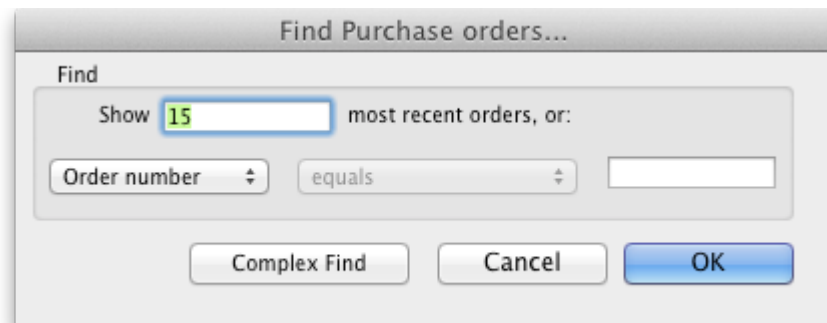 Find Purchase orders...
Find
Show 15 most recent orders, or:
Order number equals
Complex Find Cancel OK